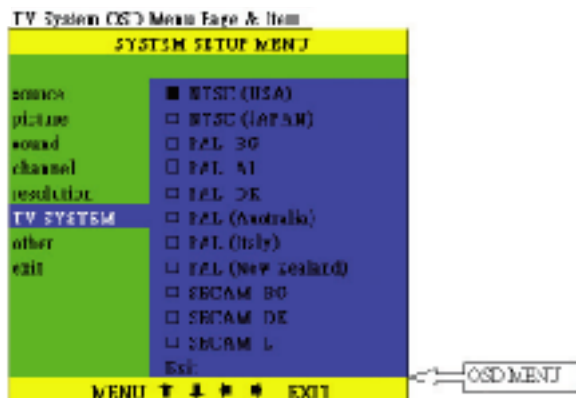 TV System OSD Menu Page & Item
SYSTEM SETUP MENU
source
picture
sound
channel
resolution
TV SYSTEM
other
exit
■ NTSC (USA)
□ NTSC (JAPAN)
□ PAL BG
□ PAL
□ PAL DK
□ PAL (Australia)
□ PAL (Italy)
□ PAL (New Zealand)
□ SECAM BG
□ SECAM DK
□ SECAM L
Exit
MENU ⬆ ⬇ ⬅ ➡ EXIT
OSD MENU